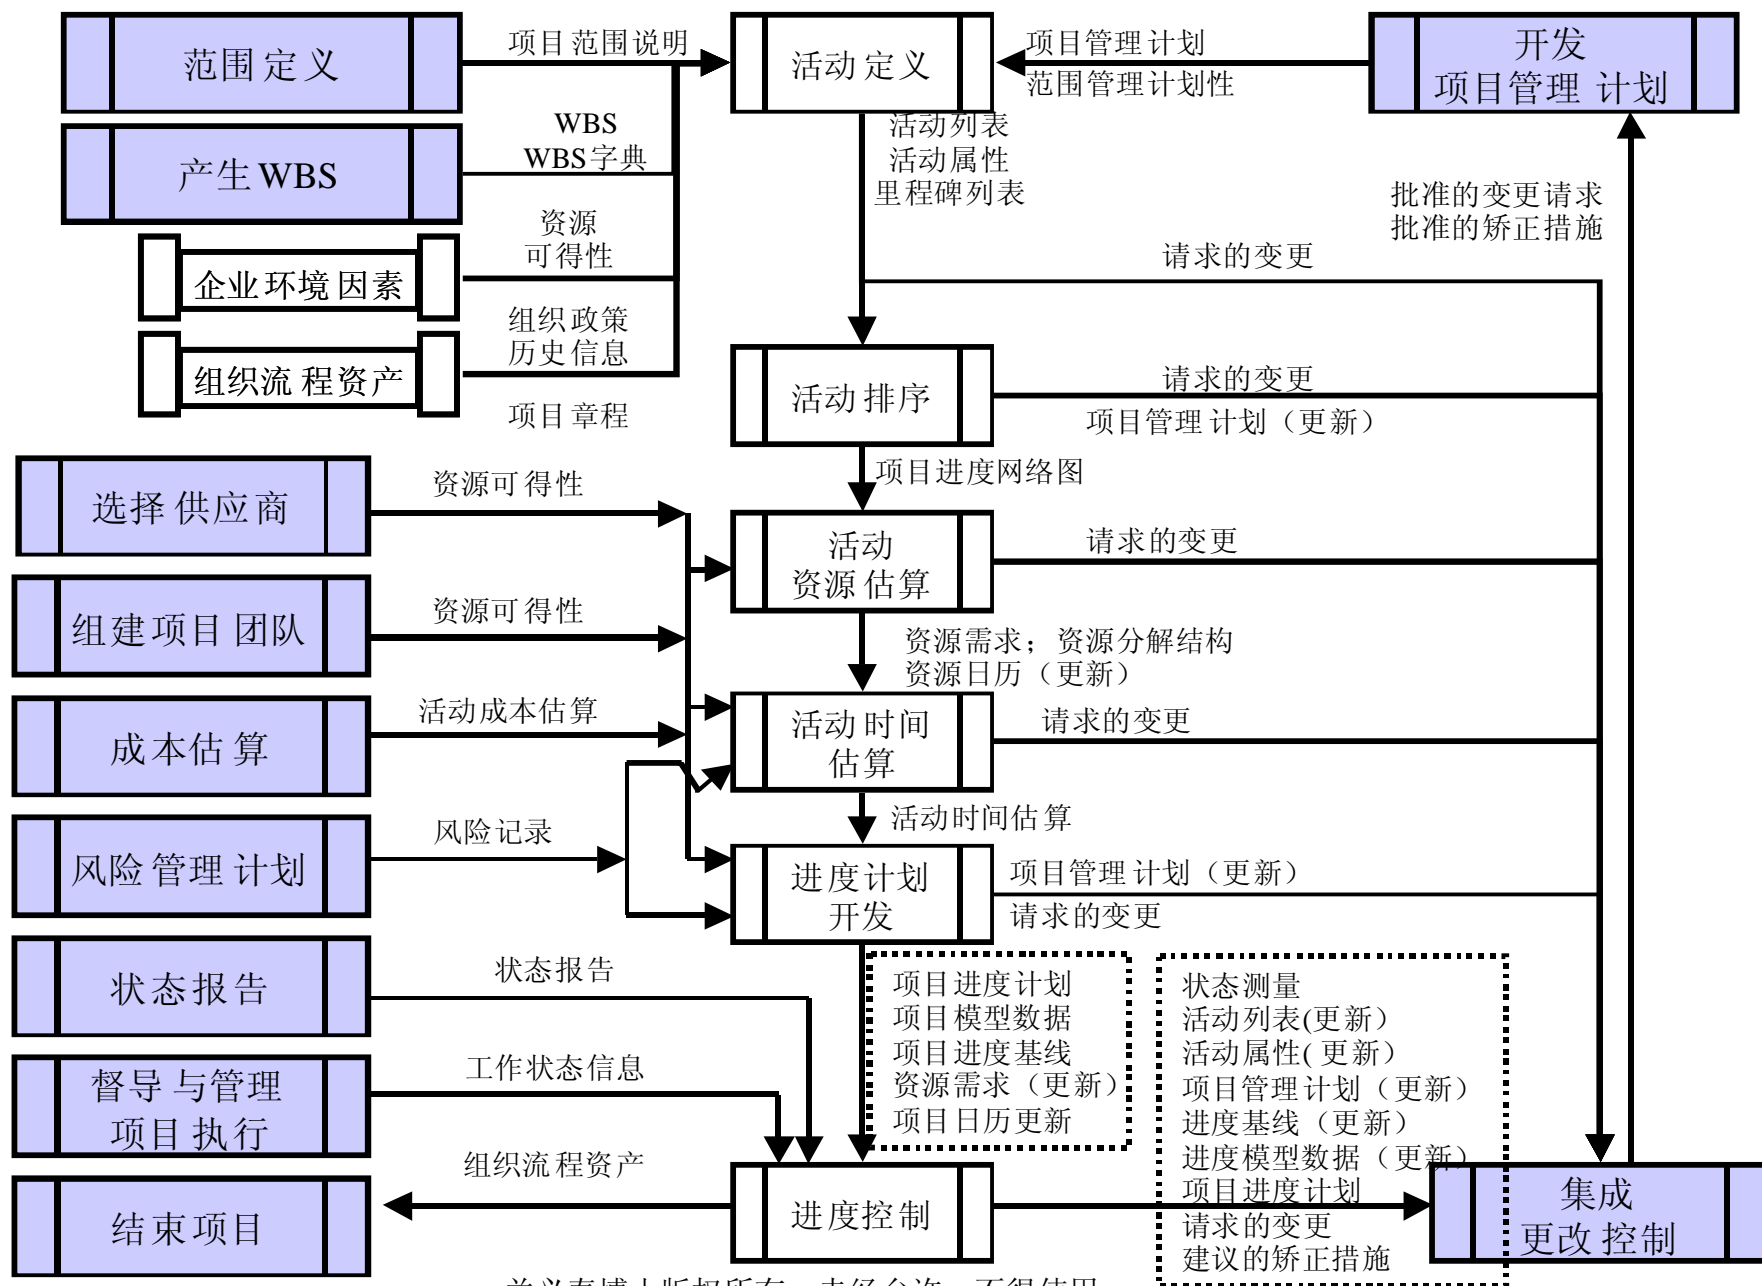 范围定义
项目范围说明
活动定义
项目管理计划
范围管理计划性
开发
项目管理计划
产生WBS
WBS
WBS字典
活动列表
活动属性
里程碑列表
批准的变更请求
批准的矫正措施
企业环境因素
资源
可得性
请求的变更
组织流程资产
组织政策
历史信息
项目章程
活动排序
请求的变更
项目管理计划（更新）
项目进度网络图
选择供应商
资源可得性
活动
资源估算
请求的变更
组建项目团队
资源可得性
资源需求；资源分解结构
资源日历（更新）
成本估算
活动成本估算
活动时间
估算
请求的变更
活动时间估算
风险管理计划
风险记录
进度计划
开发
项目管理计划（更新）
请求的变更
状态报告
状态报告
项目进度计划
项目模型数据
项目进度基线
资源需求（更新）
项目日历更新
状态测量
活动列表(更新）
活动属性(更新）
项目管理计划（更新）
进度基线（更新）
进度模型数据（更新）
项目进度计划
请求的变更
建议的矫正措施
督导与管理
项目执行
工作状态信息
结束项目
组织流程资产
进度控制
集成
更改控制